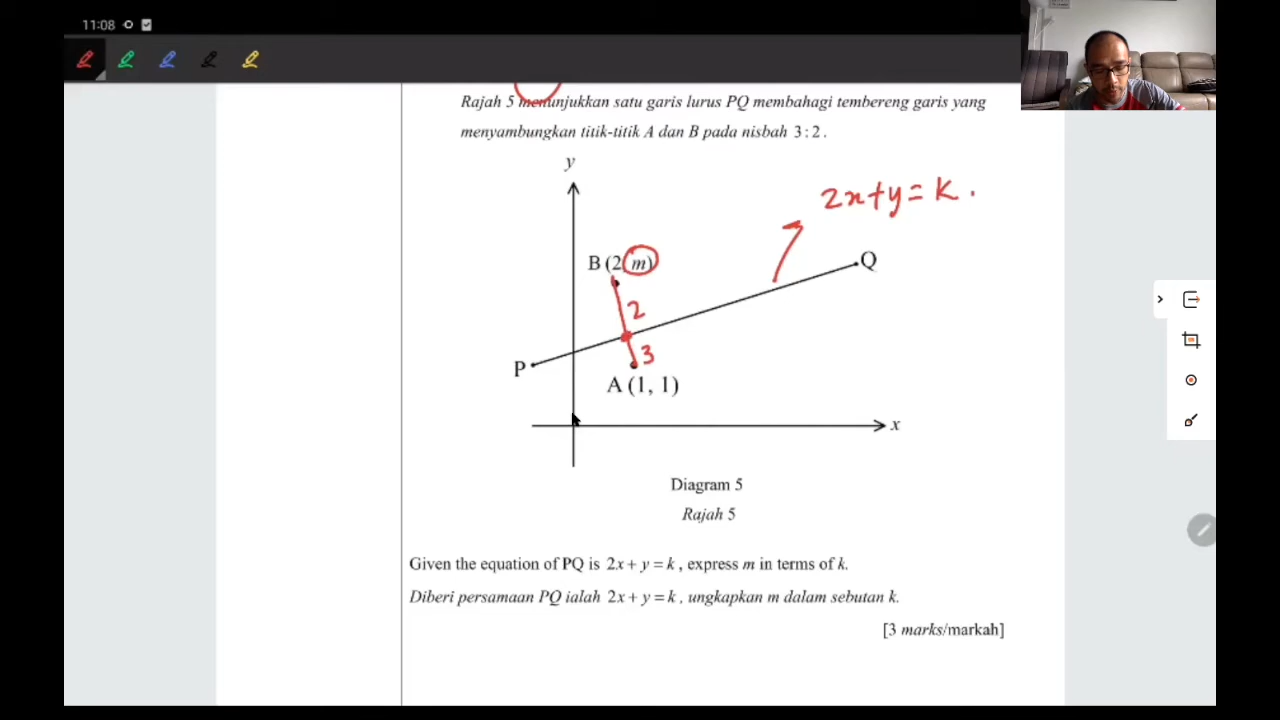 11:08
Rajah 5 menunjukkan satu garis lurus PQ membahagi tembereng garis yang
menyambungkan titik-titik A dan B pada nisbah 3 : 2 .
y
2x+y=k.
B (2, m)
Q
2
3
P
A (1, 1)
x
Diagram 5
Rajah 5
Given the equation of PQ is 2x + y = k , express m in terms of k.
Diberi persamaan PQ ialah 2x + y = k , ungkapkan m dalam sebutan k.
[3 marks/markah]